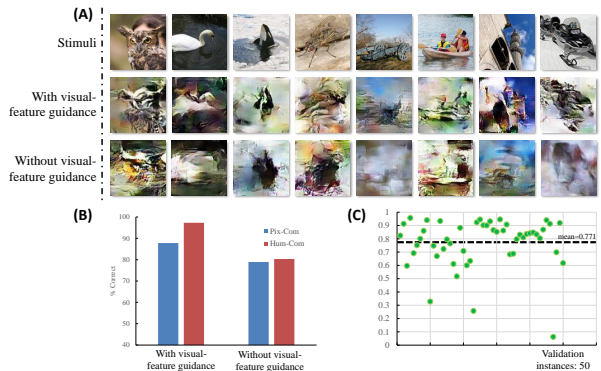 (A)
Stimuli
With visual-
feature guidance
Without visual-
feature guidance
(B)
100
90
80
70
60
50
40
% Correct
Pix-Com
Hum-Com
With visual-
feature guidance
Without visual-
feature guidance
(C)
1
0.9
0.8
0.7
0.6
0.5
0.4
0.3
0.2
0.1
0
mean=0.771
Validation
instances: 50